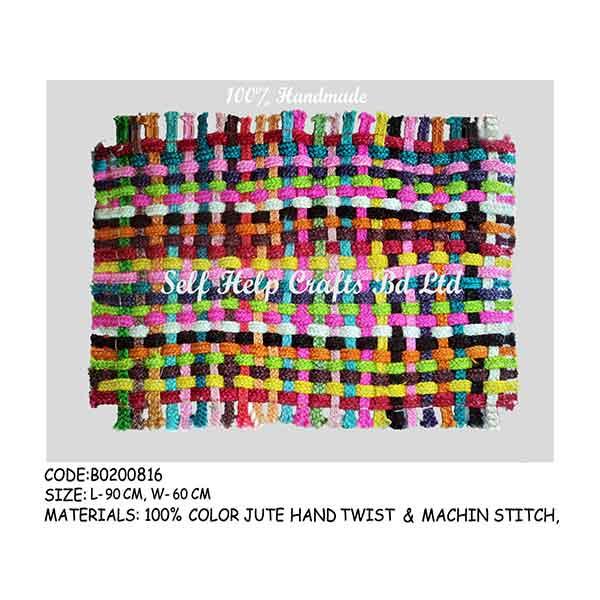 100% Handmade
Self Help Crafts Bd Ltd
CODE:B0200816
SIZE: L- 90 CM, W- 60 CM
MATERIALS: 100% COLOR JUTE HAND TWIST & MACHIN STITCH,